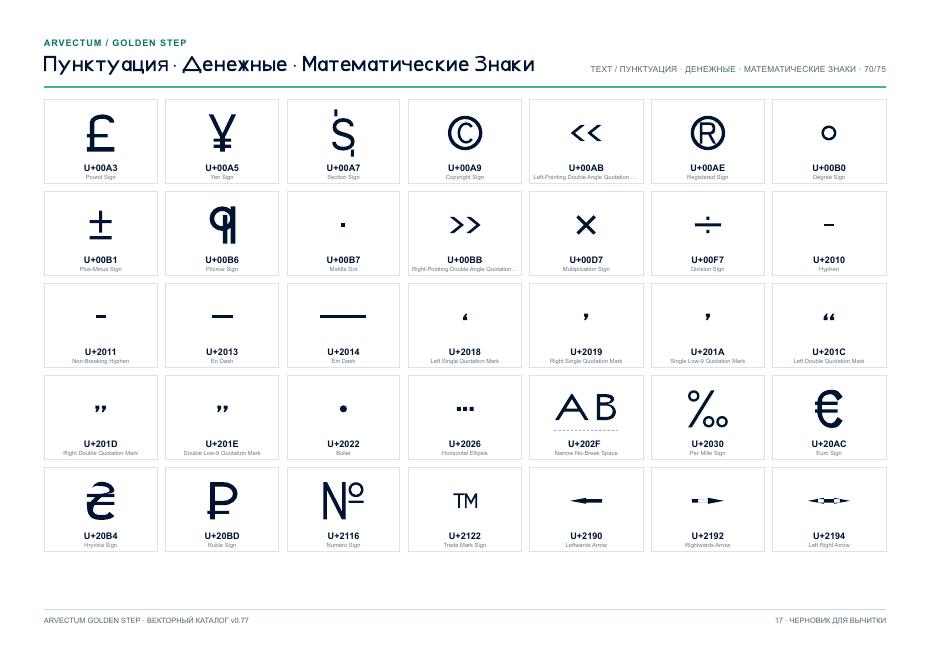 ARVECTUM / GOLDEN STEP
Пунктуация · Денежные · Математические Знаки
TEXT / ПУНКТУАЦИЯ · ДЕНЕЖНЫЕ · МАТЕМАТИЧЕСКИЕ ЗНАКИ · 70/75
£ ¥ § © « ® °
U+00A3 U+00A5 U+00A7 U+00A9 U+00AB U+00AE U+00B0
Pound Sign Yen Sign Section Sign Copyright Sign Left-Pointing Double Angle Quotation ... Registered Sign Degree Sign
± ¶ · » × ÷ ‐
U+00B1 U+00B6 U+00B7 U+00BB U+00D7 U+00F7 U+2010
Plus-Minus Sign Pilcrow Sign Middle Dot Right-Pointing Double Angle Quotation ... Multiplication Sign Division Sign Hyphen
‑ – — ‘ ’ ’ “
U+2011 U+2013 U+2014 U+2018 U+2019 U+201A U+201C
Non-Breaking Hyphen En Dash Em Dash Left Single Quotation Mark Right Single Quotation Mark Single Low-9 Quotation Mark Left Double Quotation Mark
” ” • … A B ‰ €
U+201D U+201E U+2022 U+2026 U+202F U+2030 U+20AC
Right Double Quotation Mark Double Low-9 Quotation Mark Bullet Horizontal Ellipsis Narrow No-Break Space Per Mille Sign Euro Sign
₴ ₽ № ™ ← → ↔
U+20B4 U+20BD U+2116 U+2122 U+2190 U+2192 U+2194
Hryvnia Sign Ruble Sign Numero Sign Trade Mark Sign Leftwards Arrow Rightwards Arrow Left Right Arrow
ARVECTUM GOLDEN STEP · ВЕКТОРНЫЙ КАТАЛОГ v0.77
17 · ЧЕРНОВИК ДЛЯ ВЫЧИТКИ